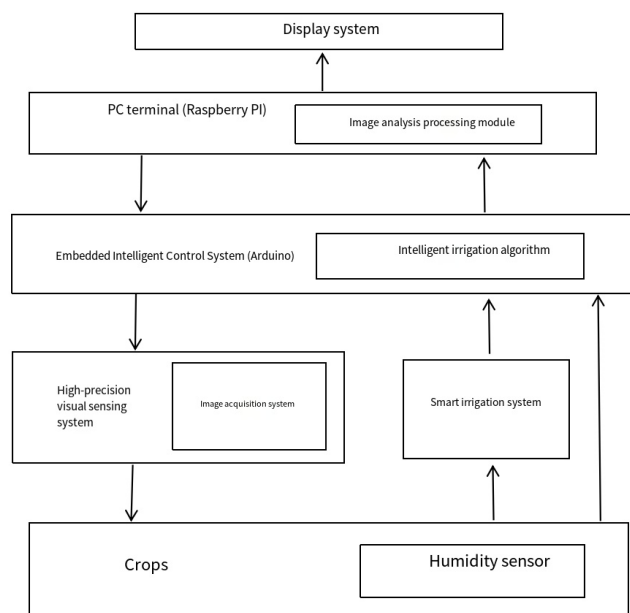 Display system
PC terminal (Raspberry PI)
Image analysis processing module
Embedded Intelligent Control System (Arduino)
Intelligent irrigation algorithm
High-precision
visual sensing
system
Image acquisition system
Smart irrigation system
Crops
Humidity sensor